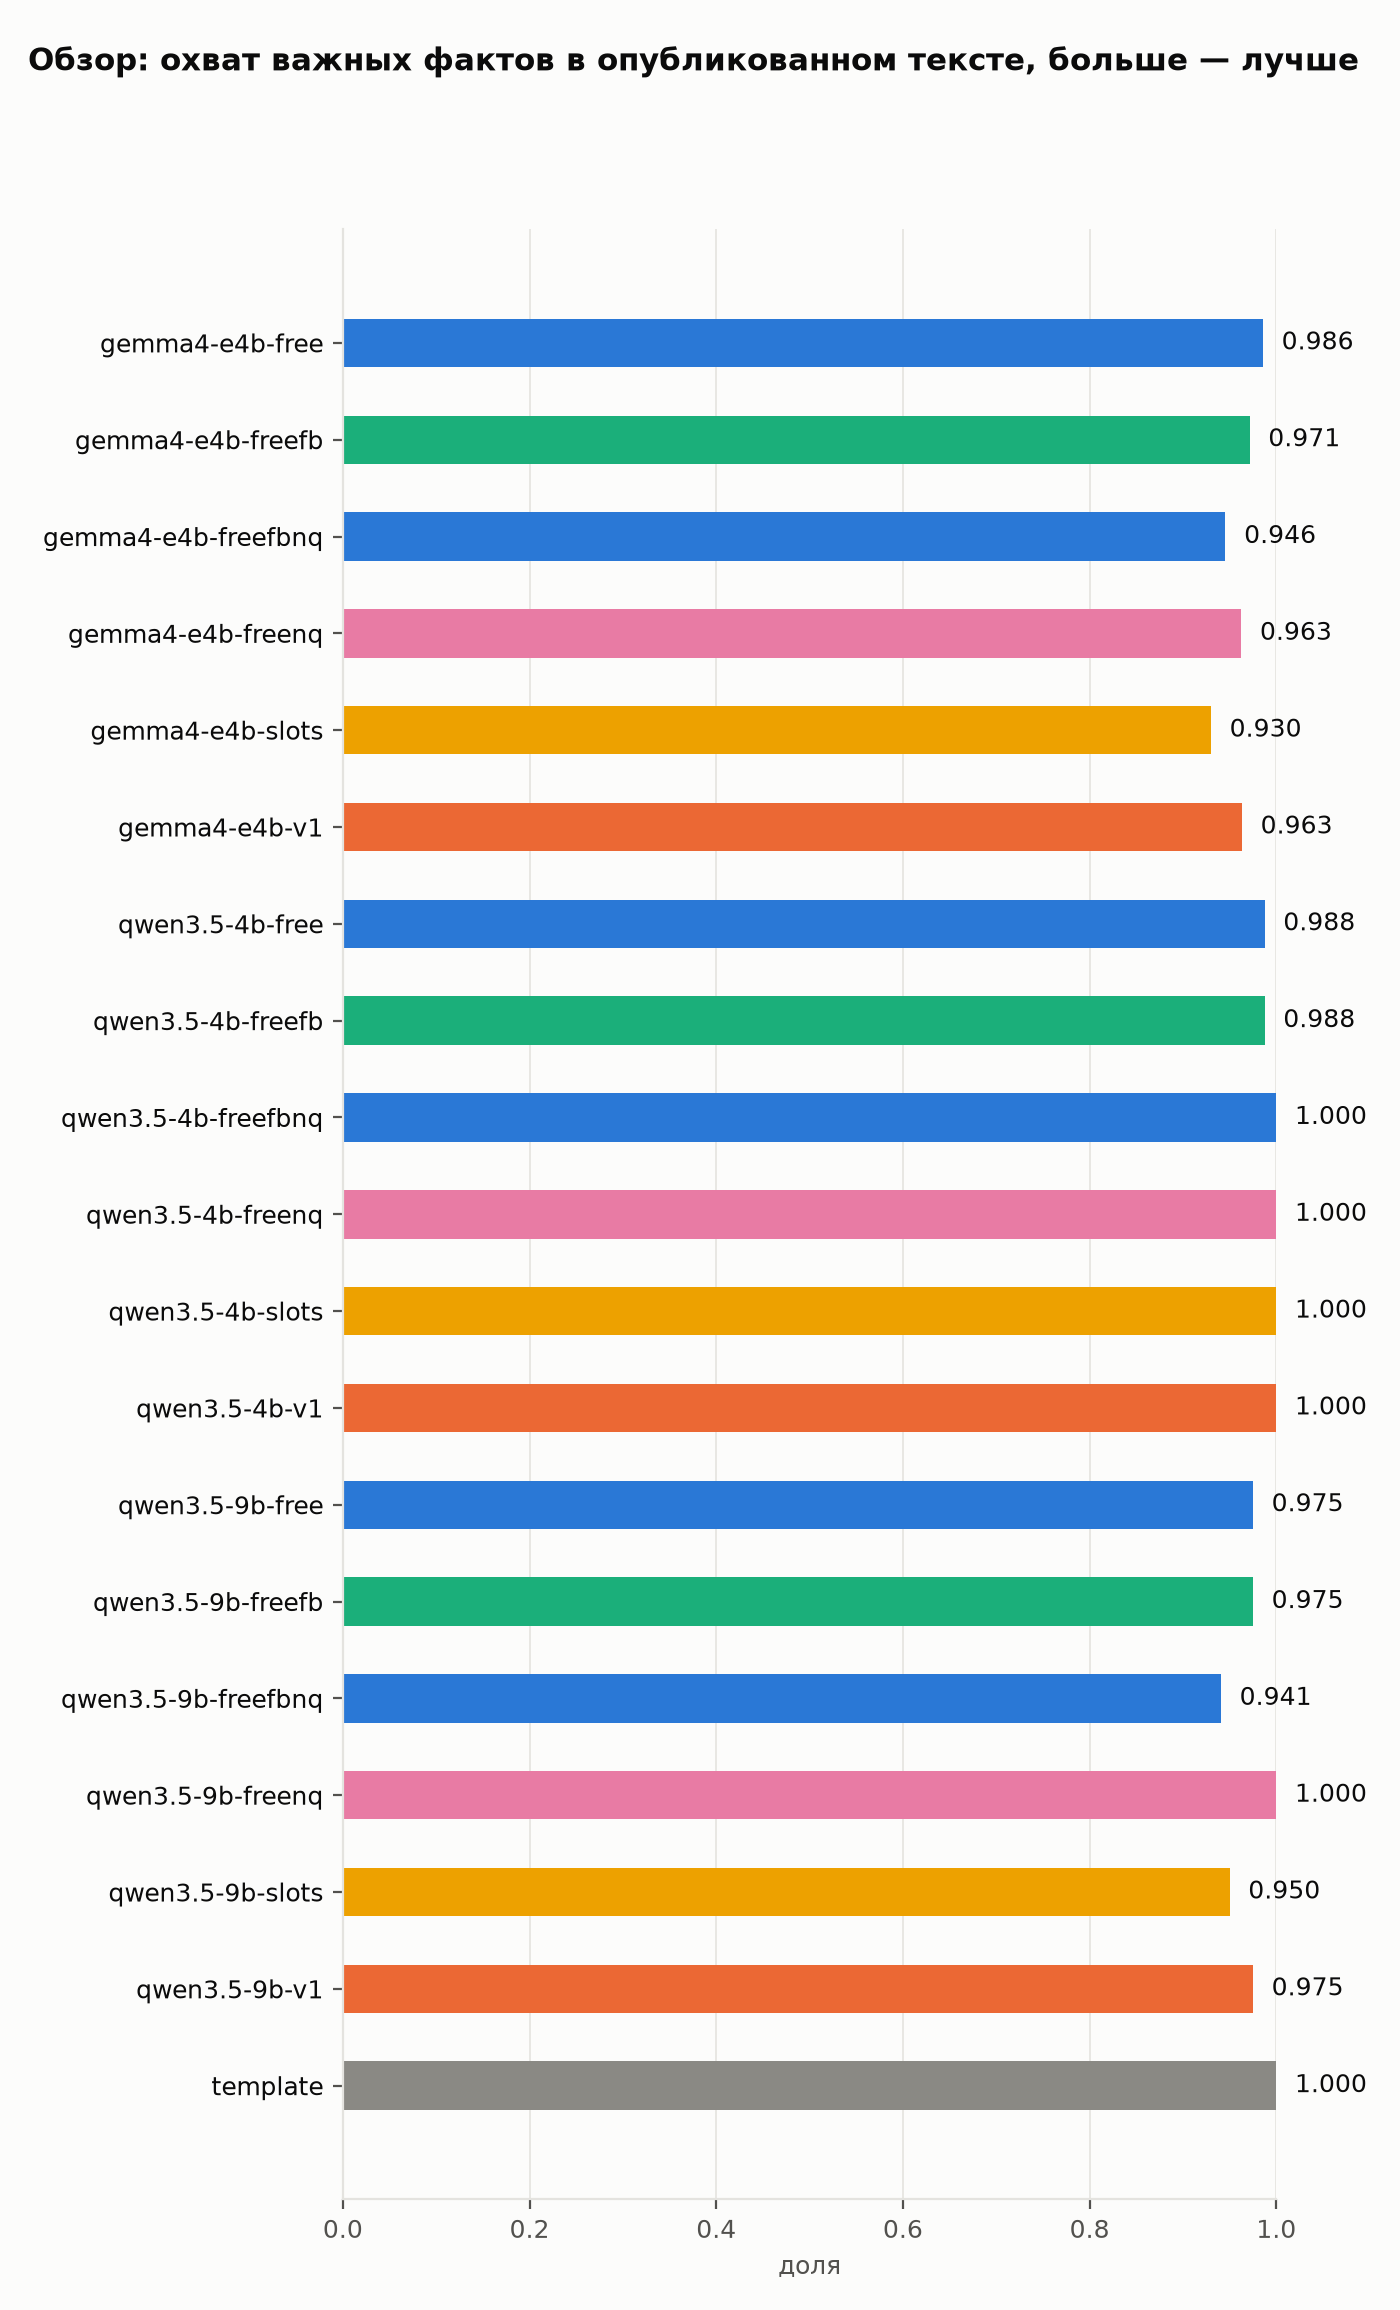 Обзор: охват важных фактов в опубликованном тексте, больше — лучше
gemma4-e4b-free 0.986
gemma4-e4b-freefb 0.971
gemma4-e4b-freefbnq 0.946
gemma4-e4b-freenq 0.963
gemma4-e4b-slots 0.930
gemma4-e4b-v1 0.963
qwen3.5-4b-free 0.988
qwen3.5-4b-freefb 0.988
qwen3.5-4b-freefbnq 1.000
qwen3.5-4b-freenq 1.000
qwen3.5-4b-slots 1.000
qwen3.5-4b-v1 1.000
qwen3.5-9b-free 0.975
qwen3.5-9b-freefb 0.975
qwen3.5-9b-freefbnq 0.941
qwen3.5-9b-freenq 1.000
qwen3.5-9b-slots 0.950
qwen3.5-9b-v1 0.975
template 1.000
0.0 0.2 0.4 0.6 0.8 1.0
доля